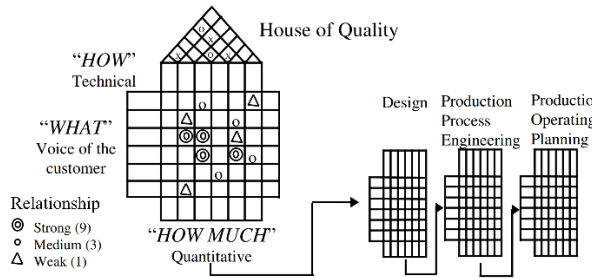 House of Quality
“HOW”
Technical
“WHAT”
Voice of the
customer
Relationship
Strong (9)
Medium (3)
Weak (1)
“HOW MUCH”
Quantitative
Design
Production
Process
Engineering
Productio
Operating
Planning